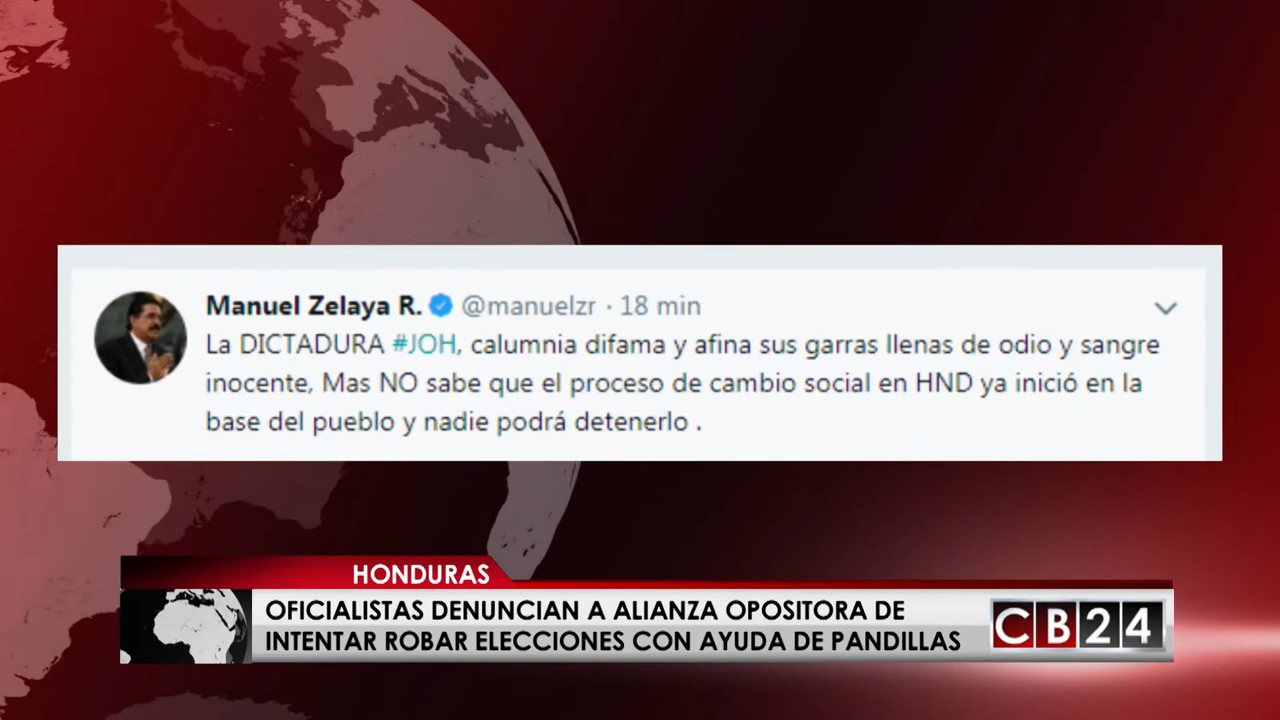 Manuel Zelaya R. @manuelzr · 18 min
La DICTADURA #JOH, calumnia difama y afina sus garras llenas de odio y sangre
inocente, Mas NO sabe que el proceso de cambio social en HND ya inició en la
base del pueblo y nadie podrá detenerlo .
HONDURAS
OFICIALISTAS DENUNCIAN A ALIANZA OPOSITORA DE
INTENTAR ROBAR ELECCIONES CON AYUDA DE PANDILLAS
CB24